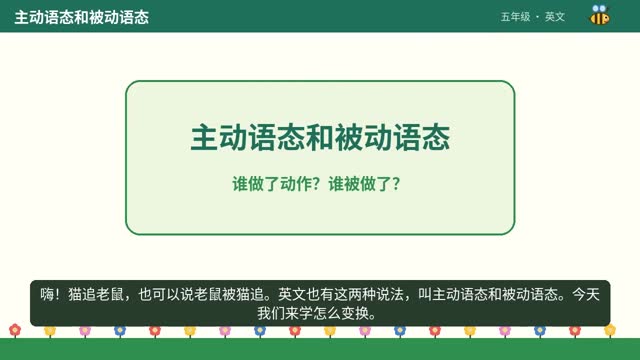 主动语态和被动语态
五年级 · 英文
主动语态和被动语态
谁做了动作？谁被做了？
嗨！猫追老鼠，也可以说老鼠被猫追。英文也有这两种说法，叫主动语态和被动语态。今天
我们来学怎么变换。